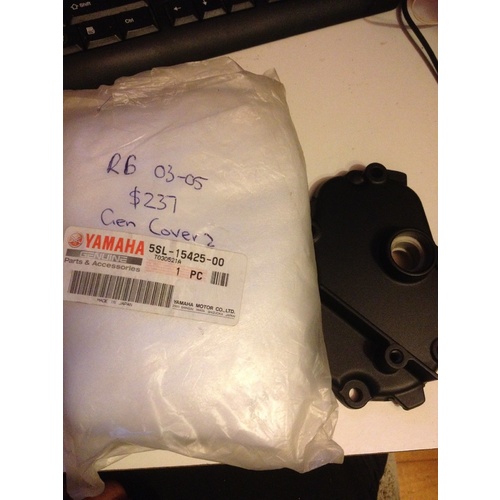 R6 03-05
$237
Gen Cover 2
YAMAHA 5SL-15425-00
GENUINE T030521A
Parts & Accessories 1 PC
MADE IN JAPAN YAMAHA MOTOR CO., LTD.